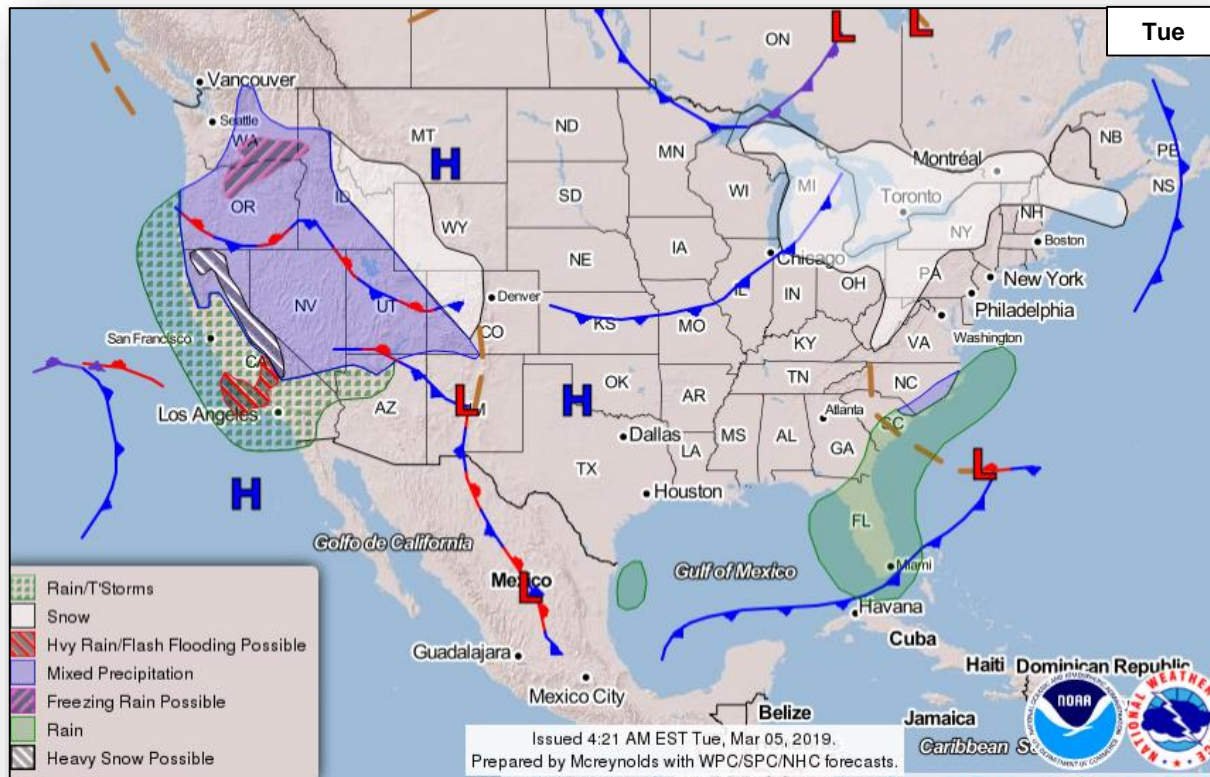 Tue
L
L
ON
Vancouver
Seattle
WA
MT
ND
MN
Montréal
NB
PE
NS
H
OR
ID
SD
WI
MI
Toronto
NH
WY
NY
Boston
IA
Chicago
NE
PA
New York
NV
UT
Denver
IL
IN
OH
Philadelphia
San Francisco
CO
KS
MO
VA
Washington
CA
KY
Los Angeles
AZ
L
M
OK
H
TN
NC
AR
Atlanta
SC
Dallas
MS
AL
GA
LA
TX
L
H
Houston
FL
Golfo de California
Gulf of Mexico
Miami
Mexico
L
Havana
Cuba
Guadalajara
Haiti
Dominican Republic
Mexico City
Belize
Jamaica
Caribbean Se
Rain/T'Storms
Snow
Hvy Rain/Flash Flooding Possible
Mixed Precipitation
Freezing Rain Possible
Rain
Heavy Snow Possible
Issued 4:21 AM EST Tue, Mar 05, 2019.
Prepared by Mcreynolds with WPC/SPC/NHC forecasts.
NOAA